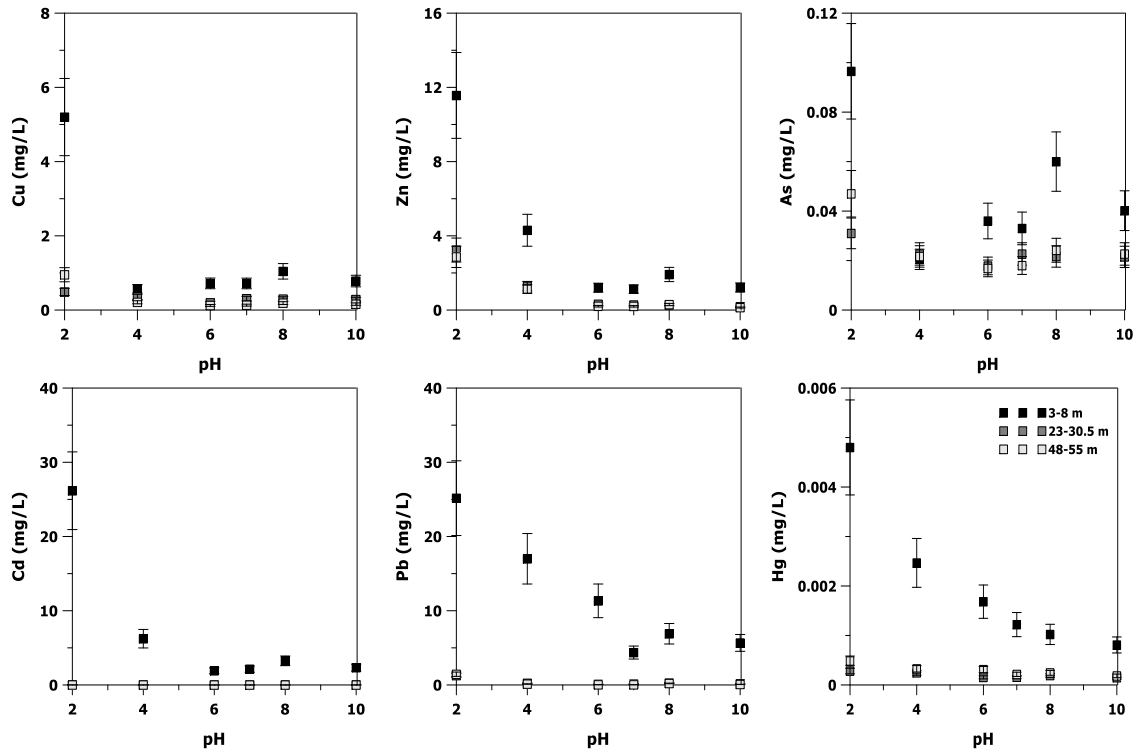 8
6
4
2
0
Cu (mg/L)
2 4 6 8 10
pH
16
12
8
4
0
Zn (mg/L)
2 4 6 8 10
pH
0.12
0.08
0.04
0
As (mg/L)
2 4 6 8 10
pH
40
30
20
10
0
Cd (mg/L)
2 4 6 8 10
pH
40
30
20
10
0
Pb (mg/L)
2 4 6 8 10
pH
0.006
0.004
0.002
0.000
Hg (mg/L)
3-8 m
23-30.5 m
48-55 m
2 4 6 8 10
pH